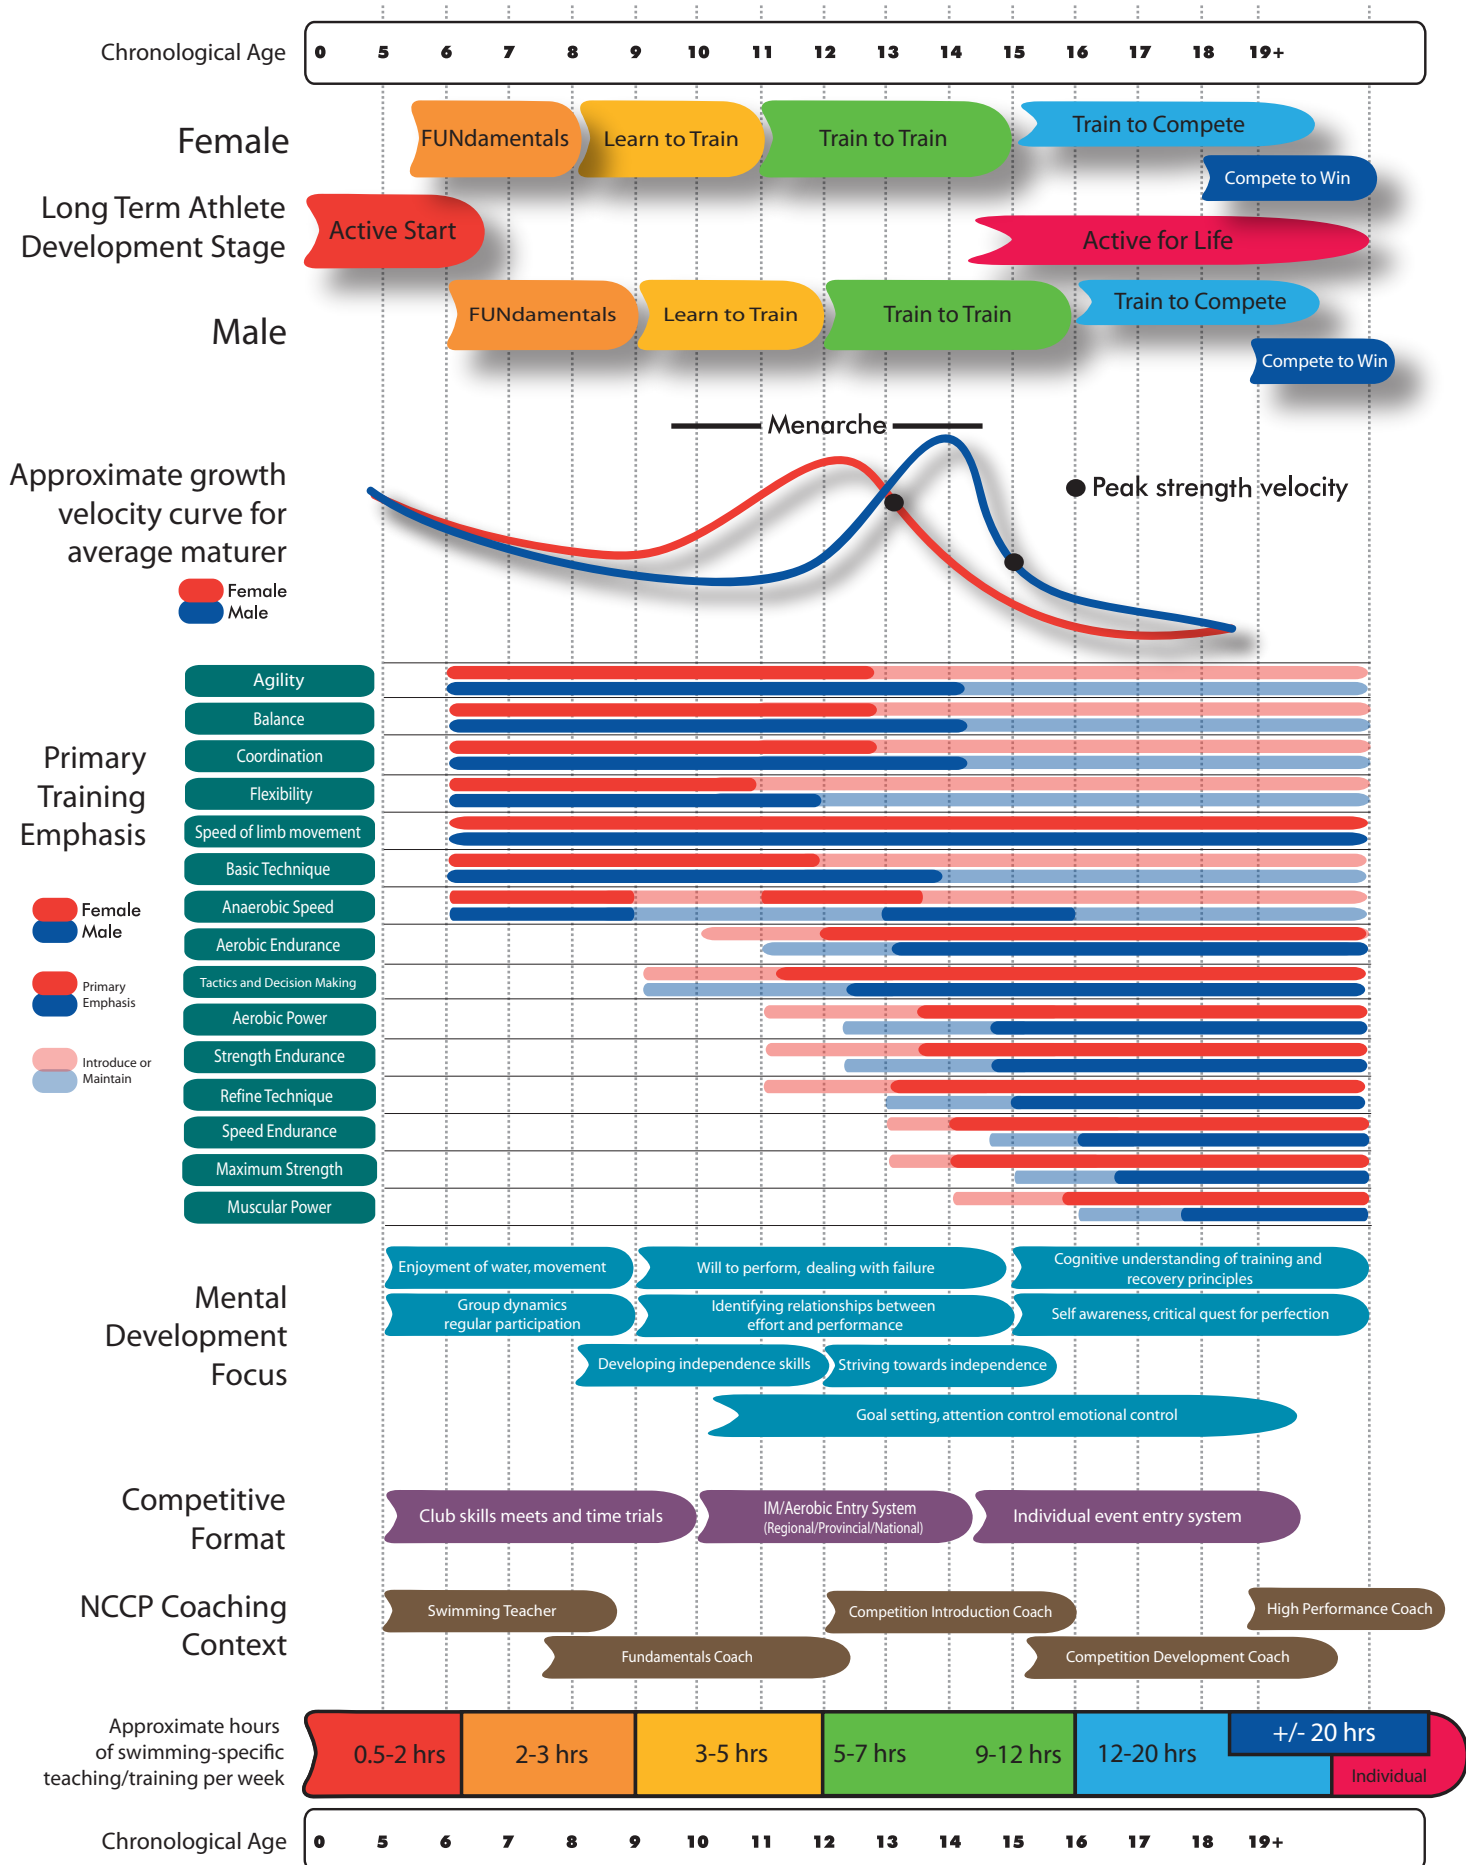 Chronological Age
0 5 6 7 8 9 10 11 12 13 14 15 16 17 18 19+
Female
FUNdamentals
Learn to Train
Train to Train
Train to Compete
Compete to Win
Long Term Athlete
Development Stage
Active Start
Active for Life
Male
FUNdamentals
Learn to Train
Train to Train
Train to Compete
Compete to Win
Menarche
Approximate growth
velocity curve for
average maturer
Female
Male
Peak strength velocity
Primary
Training
Emphasis
Female
Male
Primary
Emphasis
Introduce or
Maintain
Agility
Balance
Coordination
Flexibility
Speed of limb movement
Basic Technique
Anaerobic Speed
Aerobic Endurance
Tactics and Decision Making
Aerobic Power
Strength Endurance
Refine Technique
Speed Endurance
Maximum Strength
Muscular Power
Mental
Development
Focus
Enjoyment of water, movement
Will to perform, dealing with failure
Cognitive understanding of training and
recovery principles
Group dynamics
regular participation
Identifying relationships between
effort and performance
Self awareness, critical quest for perfection
Developing independence skills
Striving towards independence
Goal setting, attention control emotional control
Competitive
Format
Club skills meets and time trials
IM/Aerobic Entry System
(Regional/Provincial/National)
Individual event entry system
NCCP Coaching
Context
Swimming Teacher
Competition Introduction Coach
High Performance Coach
Fundamentals Coach
Competition Development Coach
Approximate hours
of swimming-specific
teaching/training per week
0.5-2 hrs
2-3 hrs
3-5 hrs
5-7 hrs
9-12 hrs
12-20 hrs
+/- 20 hrs
Individual
Chronological Age
0 5 6 7 8 9 10 11 12 13 14 15 16 17 18 19+